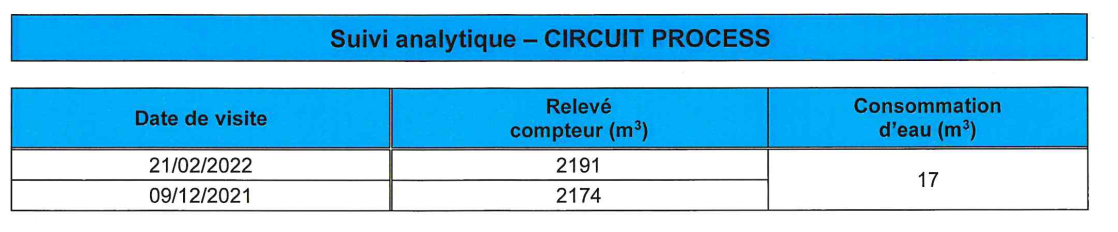 Suivi analytique – CIRCUIT PROCESS
Date de visite
Relevé
compteur (m³)
Consommation
d'eau (m³)
21/02/2022
2191
17
09/12/2021
2174